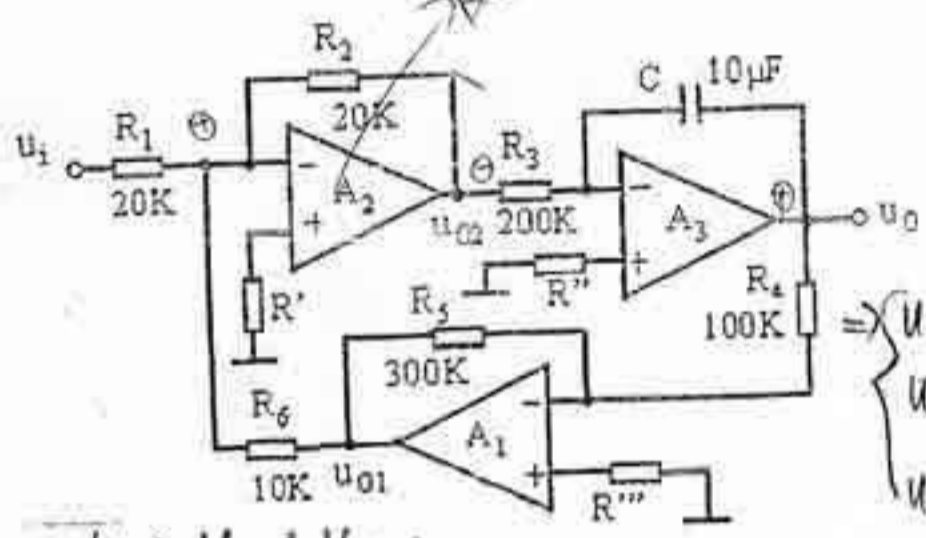 R₂
20K
C 10μF
uᵢ
R₁
⊕
20K
−
A₂
+
u₀₂
⊖
R₃
200K
−
A₃
+
⊕
u₀
R'
R''
R₄
100K
R₅
300K
R₆
10K
u₀₁
−
A₁
+
R'''
⇒ { u
u
u